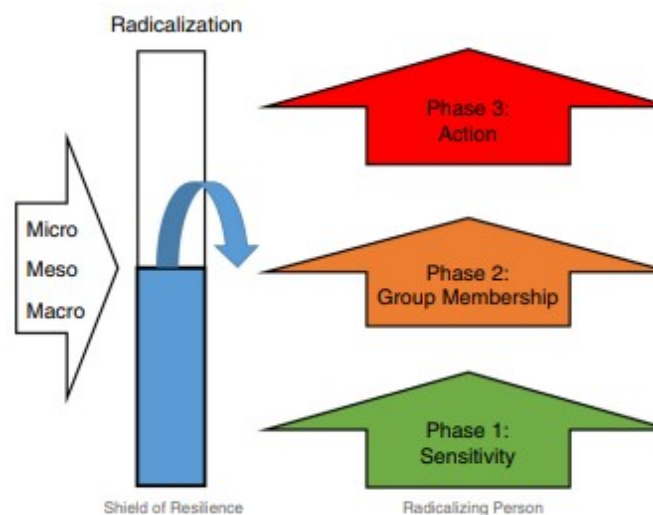 Radicalization
Micro
Meso
Macro
Phase 3:
Action
Phase 2:
Group Membership
Phase 1:
Sensitivity
Shield of Resilience
Radicalizing Person